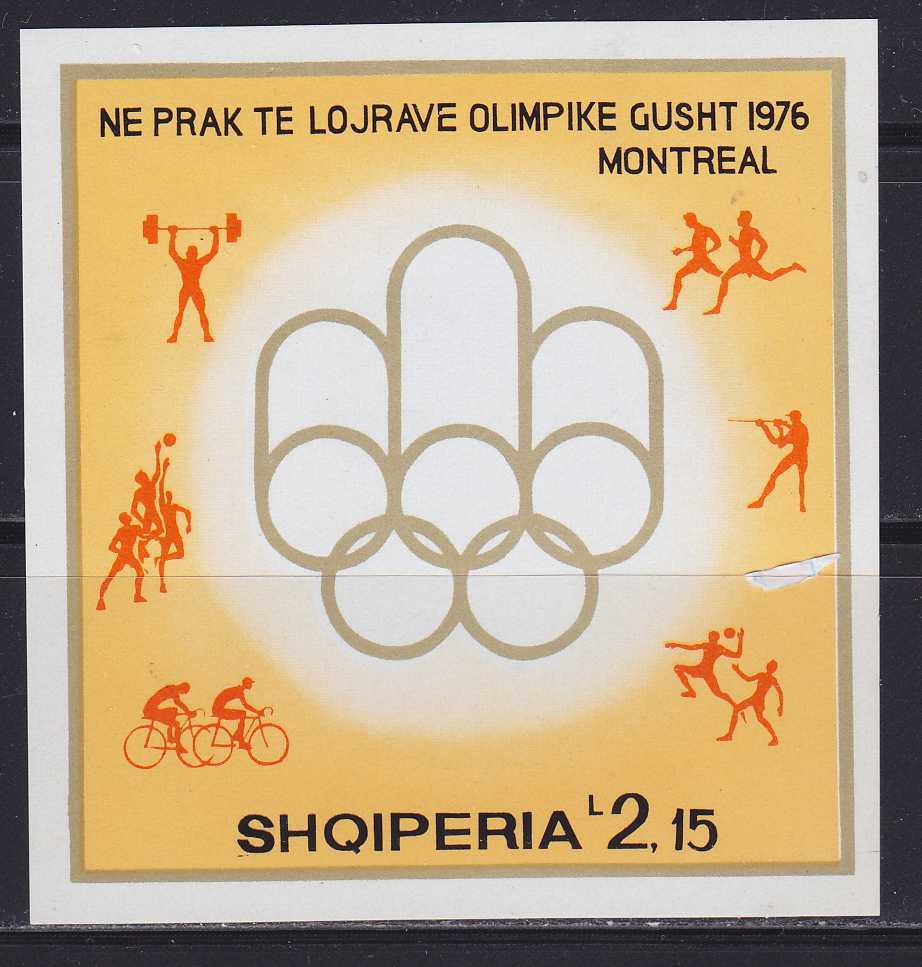 NE PRAK TE LOJRAVE OLIMPIKE GUSHT 1976
MONTREAL
SHQIPERIA L2,15